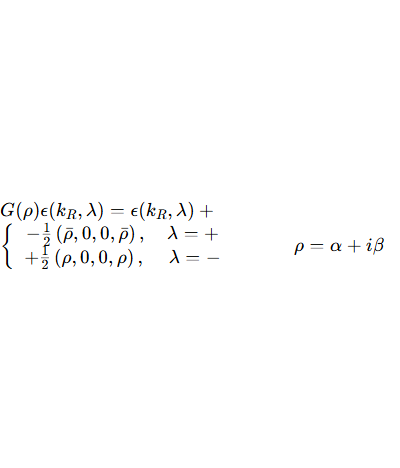 G(ρ)ϵ(k_R, λ) = ϵ(k_R, λ) +
{ −½ (ρ̄, 0, 0, ρ̄) , λ = +
+½ (ρ, 0, 0, ρ) , λ = −
ρ = α + iβ